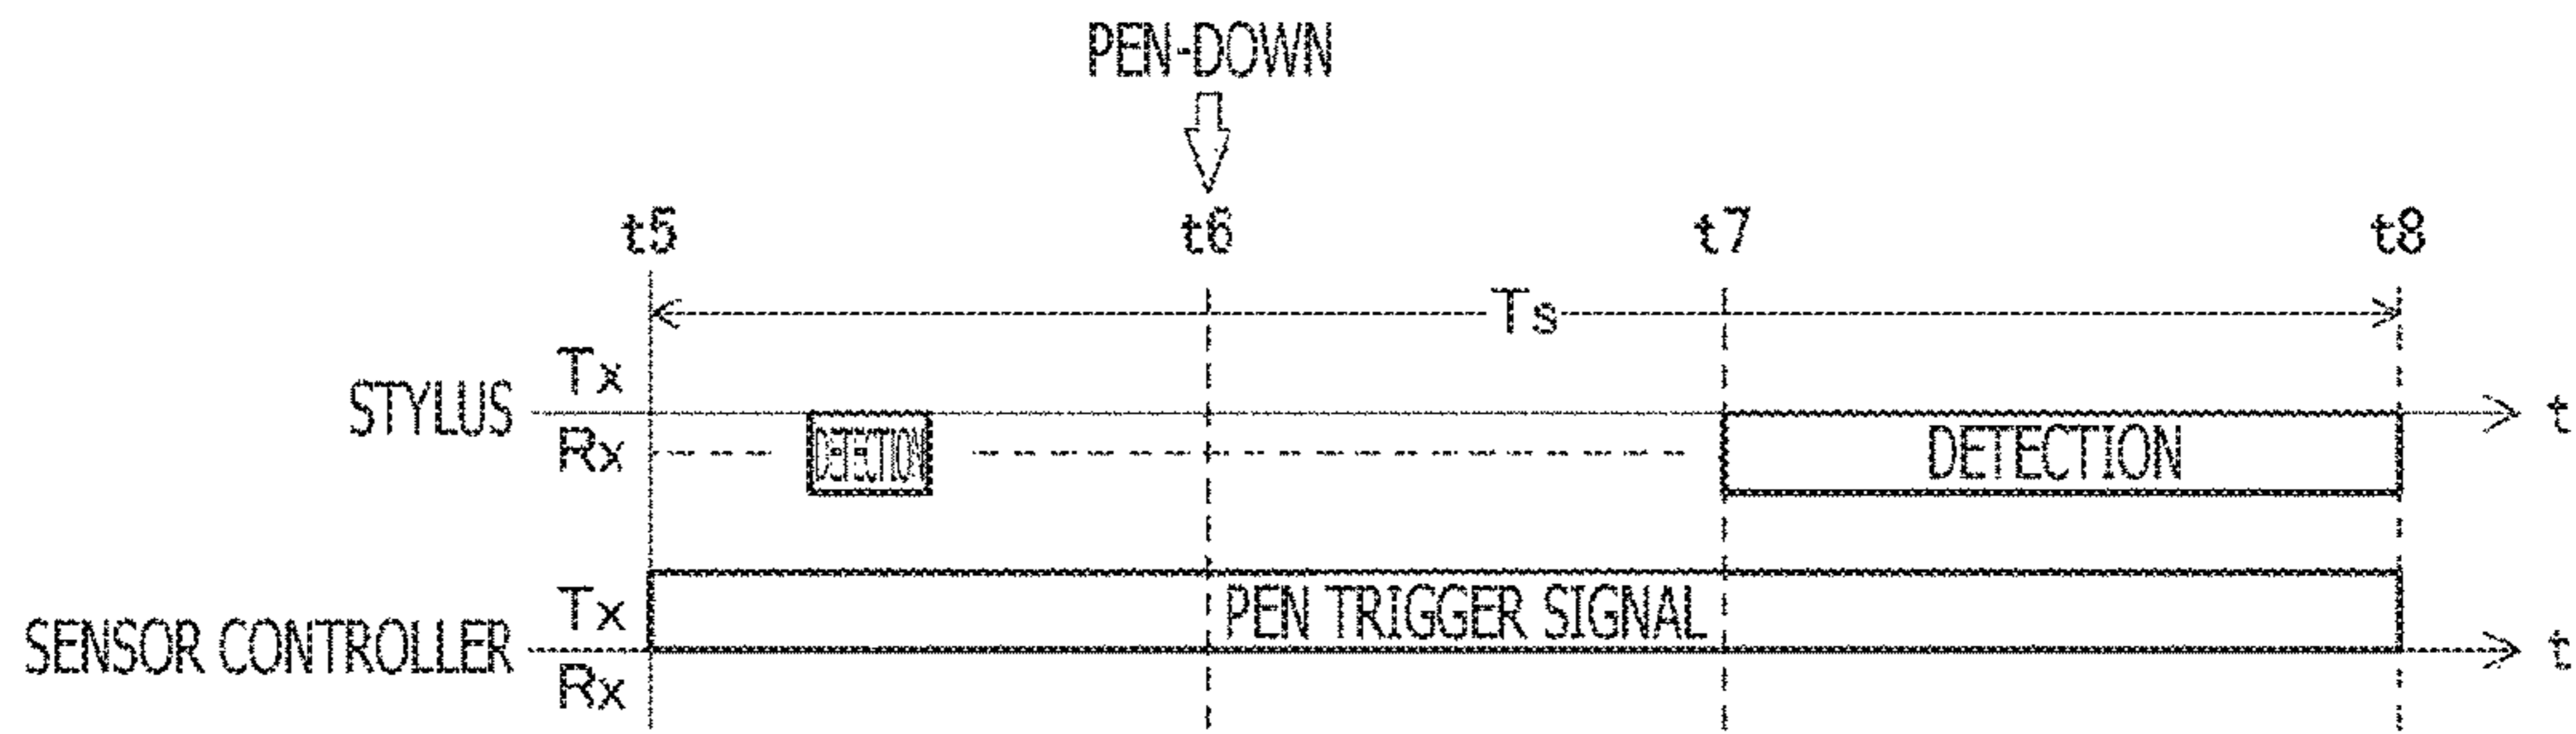 PEN-DOWN
t5 t6 t7 t8
Ts
Tx
STYLUS t
Rx DETECTION DETECTION
Tx PEN TRIGGER SIGNAL
SENSOR CONTROLLER t
Rx